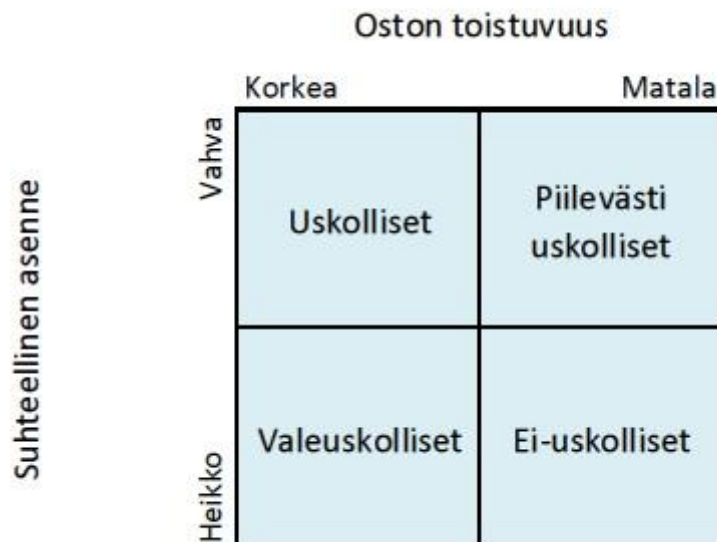 Oston toistuvuus
Korkea
Matala
Suhteellinen asenne
Vahva
Uskolliset
Piilevästi
uskolliset
Heikko
Valeuskolliset
Ei-uskolliset